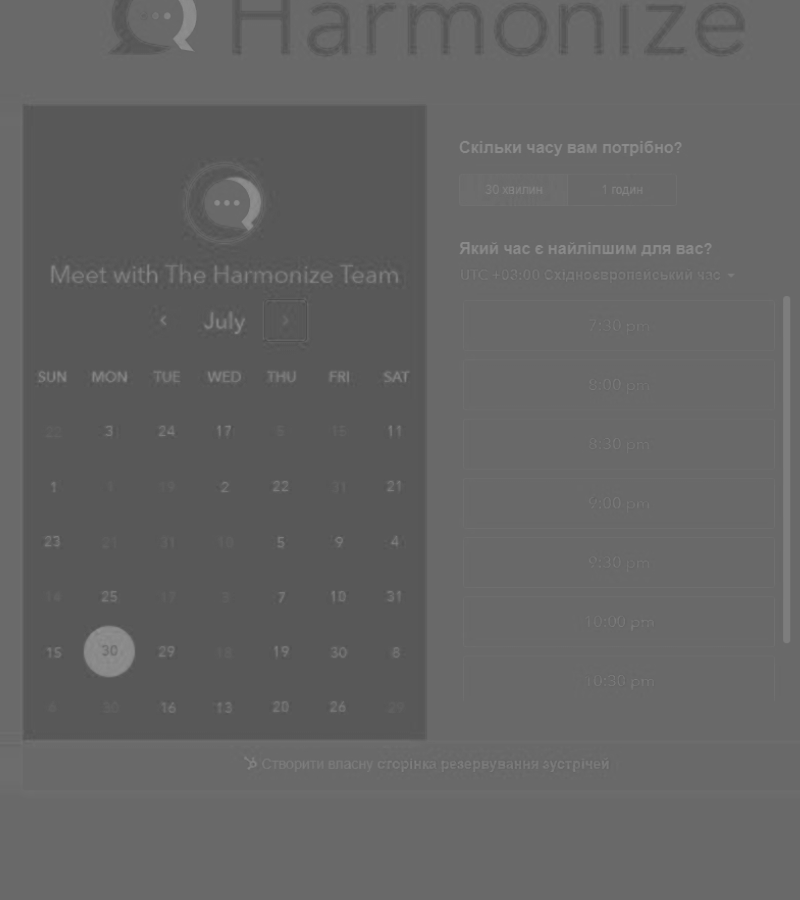 Harmonize
Meet with The Harmonize Team
July
SUN MON TUE WED THU FRI SAT
22 3 24 17 6 15 11
1 1 19 2 22 31 21
23 21 31 10 5 9 4
14 25 17 3 7 10 31
15 30 29 18 19 30 8
6 30 16 13 20 26 29
Скільки часу вам потрібно?
30 хвилин 1 годин
Який час є найліпшим для вас?
UTC +03:00 Східноєвропейський час
7:30 pm
8:00 pm
8:30 pm
9:00 pm
9:30 pm
10:00 pm
10:30 pm
Створити власну сторінка резервування зустрічей